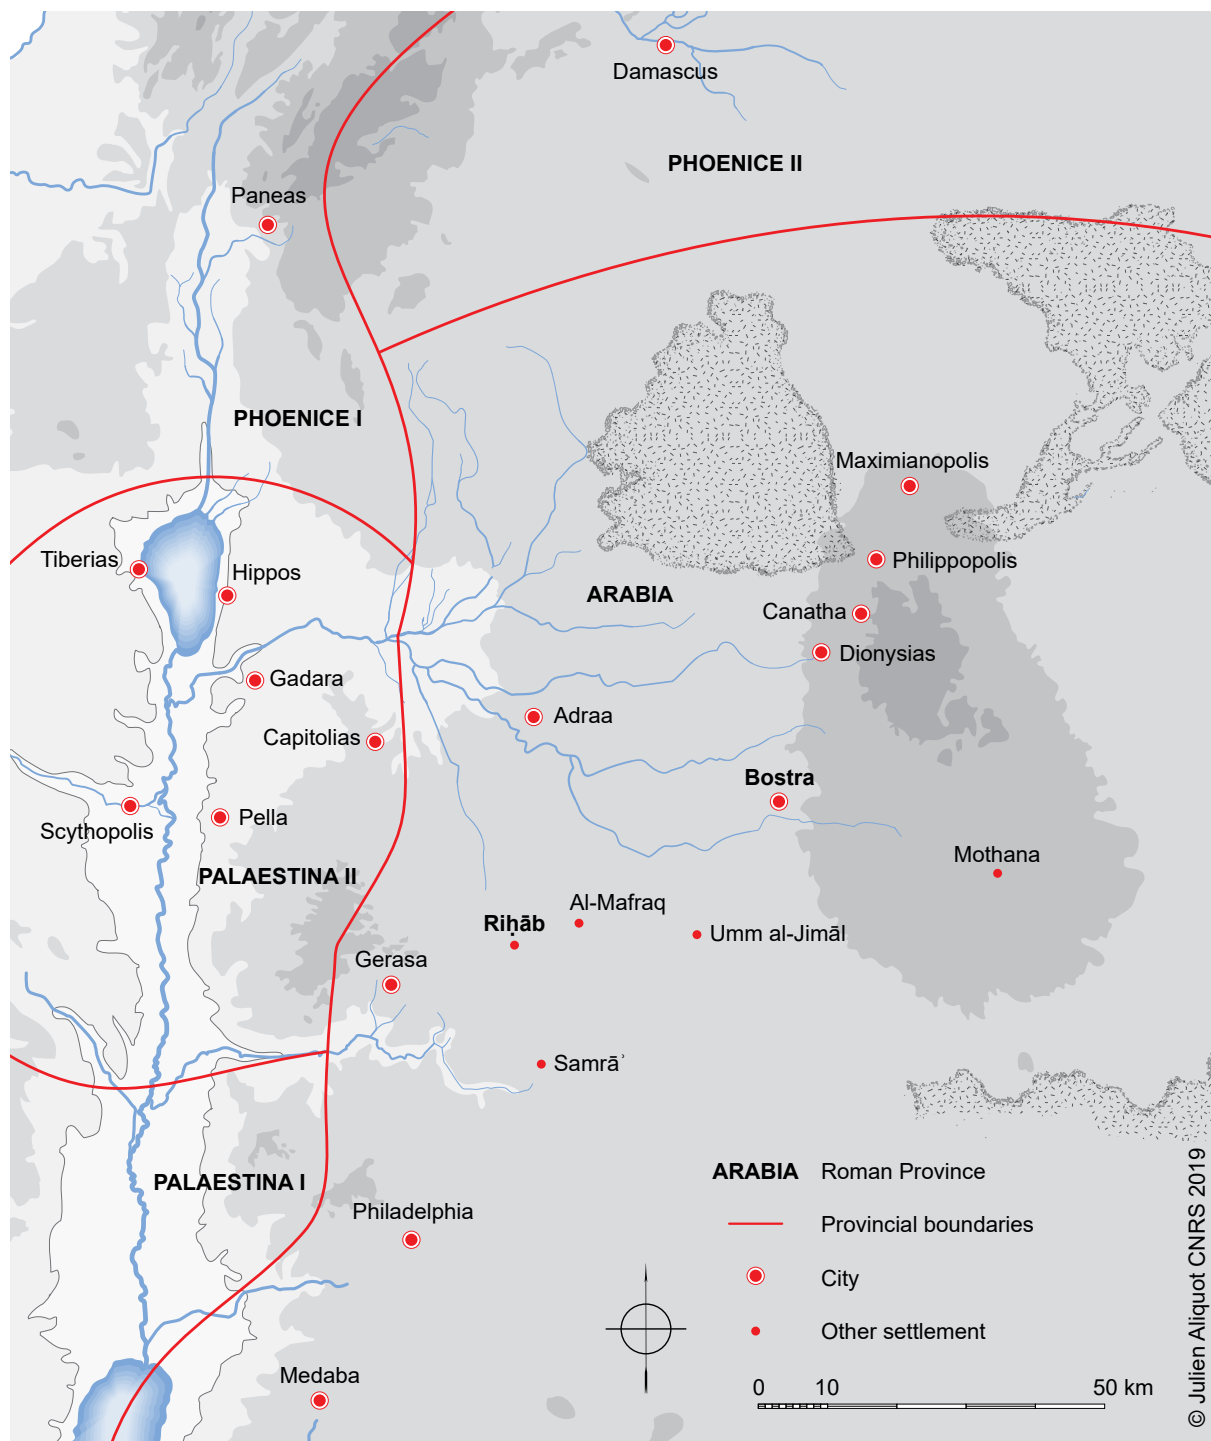 Damascus
PHOENICE II
Paneas
PHOENICE I
Maximianopolis
Tiberias
Hippos
Philippopolis
ARABIA
Canatha
Dionysias
Gadara
Adraa
Capitolias
Bostra
Pella
Scythopolis
Mothana
PALAESTINA II
Al-Mafraq
Riḥāb
Umm al-Jimāl
Gerasa
Samrāʾ
PALAESTINA I
Philadelphia
Medaba
ARABIA Roman Province
Provincial boundaries
City
Other settlement
0 10 50 km
© Julien Aliquot CNRS 2019